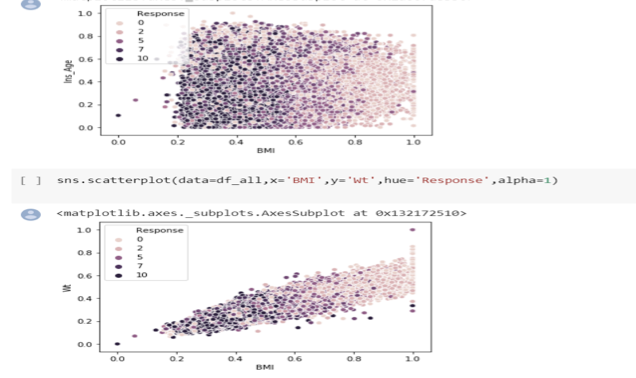 1.0
Response
0
0.8
2
5
0.6
7
10
Ins_Age
0.4
0.2
0.0
0.0 0.2 0.4 0.6 0.8 1.0
BMI
[ ] sns.scatterplot(data=df_all,x='BMI',y='Wt',hue='Response',alpha=1)
<matplotlib.axes._subplots.AxesSubplot at 0x132172510>
1.0
Response
0
0.8
2
5
0.6
7
10
Wt
0.4
0.2
0.0
0.0 0.2 0.4 0.6 0.8 1.0
BMI